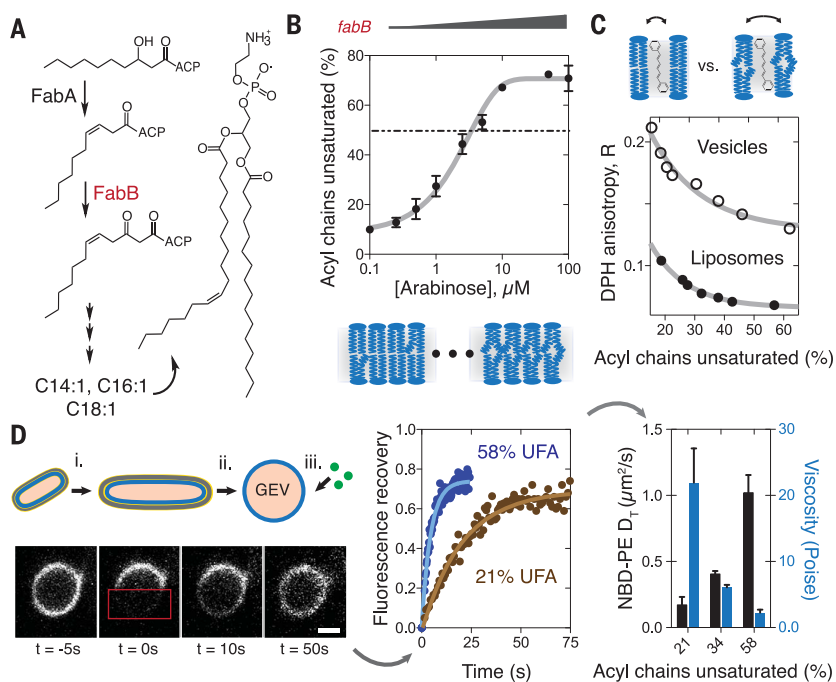 A
OH
O
O
ACP
FabA
O
ACP
FabB
O
O
ACP
C14:1, C16:1
C18:1
NH3+
O
O
P
O
O·
O
O
O
O
B
fabB
Acyl chains unsaturated (%)
80
60
40
20
0
0.1
1
10
100
[Arabinose], µM
C
vs.
DPH anisotropy, R
0.2
0.1
Vesicles
Liposomes
20
40
60
Acyl chains unsaturated (%)
D
i.
ii.
iii.
GEV
t = -5s
t = 0s
t = 10s
t = 50s
Fluorescence recovery
1.0
0.8
0.6
0.4
0.2
0.0
58% UFA
21% UFA
0
25
50
75
Time (s)
NBD-PE DT (µm²/s)
1.5
1.0
0.5
0.0
Viscosity (Poise)
30
20
10
0
21
34
58
Acyl chains unsaturated (%)